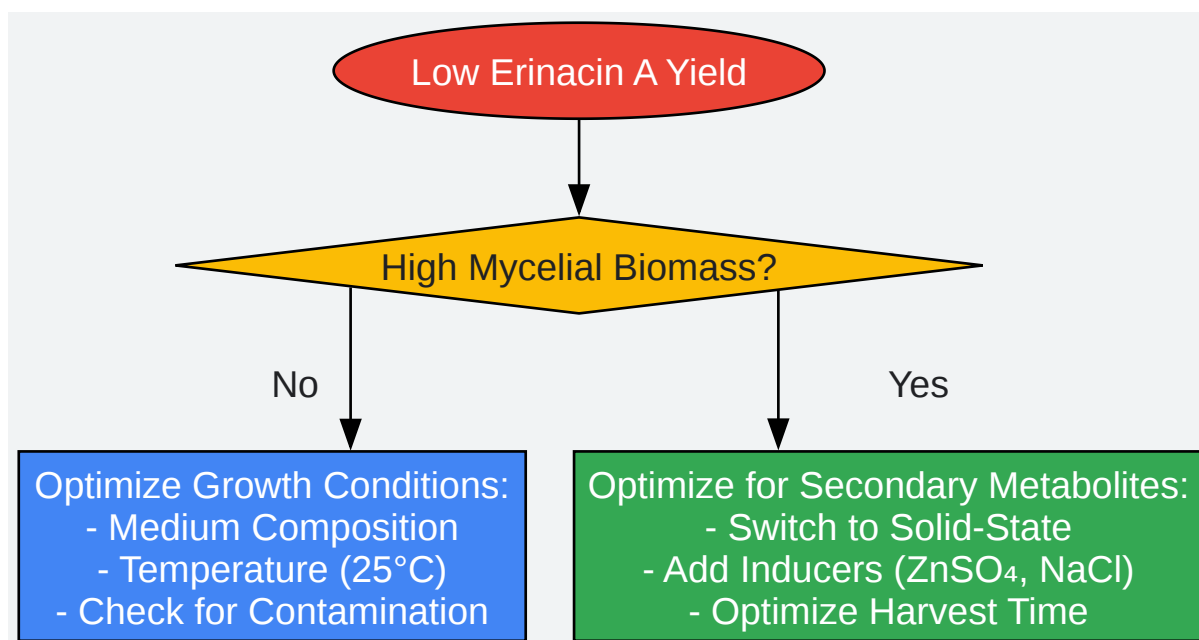 Low Erinacin A Yield
High Mycelial Biomass?
No
Yes
Optimize Growth Conditions:
- Medium Composition
- Temperature (25°C)
- Check for Contamination
Optimize for Secondary Metabolites:
- Switch to Solid-State
- Add Inducers (ZnSO₄, NaCl)
- Optimize Harvest Time